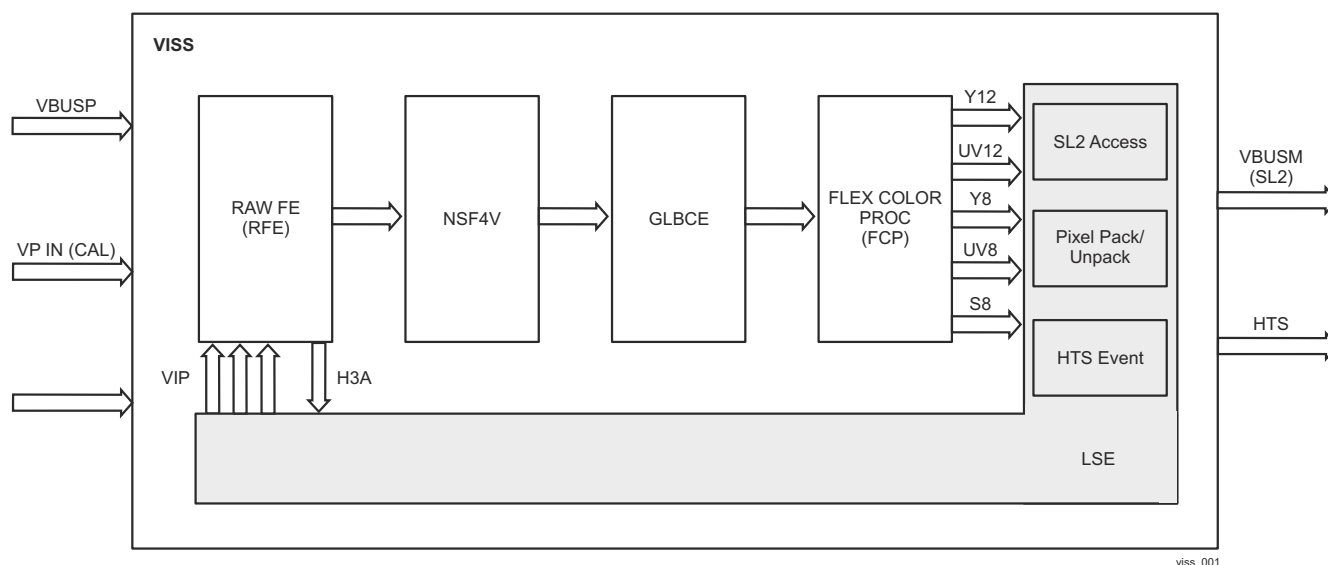 VISS
VBUSP
VP IN (CAL)
RAW FE
(RFE)
NSF4V
GLBCE
FLEX COLOR
PROC
(FCP)
Y12
UV12
Y8
UV8
S8
SL2 Access
Pixel Pack/
Unpack
HTS Event
VBUSM
(SL2)
HTS
VIP
H3A
LSE
viss_001